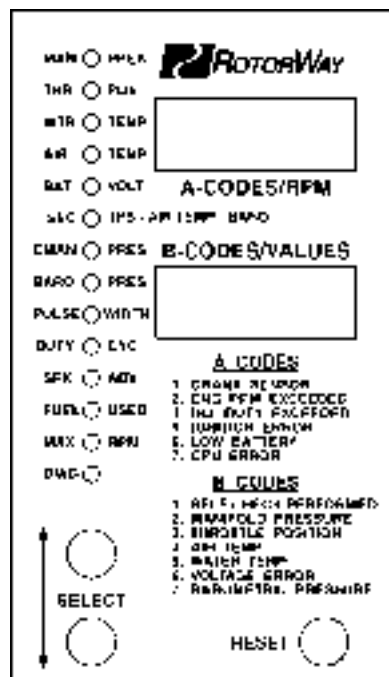 MAN PRES
ROTORWAY
THR POS
WTR TEMP
AIR TEMP
BAT VOLT
A-CODES/RPM
SEC TPS - AIR TEMP - BARO
EMAN PRES
B-CODES/VALUES
BARO PRES
PULSE WIDTH
DUTY CYC
SPK ADV
FUEL USED
MAX RPM
A CODES
1. CRANK SENSOR
2. ENG RPM EXCEEDED
3. INJ DUTY EXCEEDED
4. IGNITOR ERROR
6. LOW BATTERY
7. CPU ERROR
B CODES
1. SELF CHECK PERFORMED
2. MANIFOLD PRESSURE
3. THROTTLE POSITION
4. AIR TEMP
5. WATER TEMP
6. VOLTAGE ERROR
7. BAROMETRIC PRESSURE
SELECT
RESET